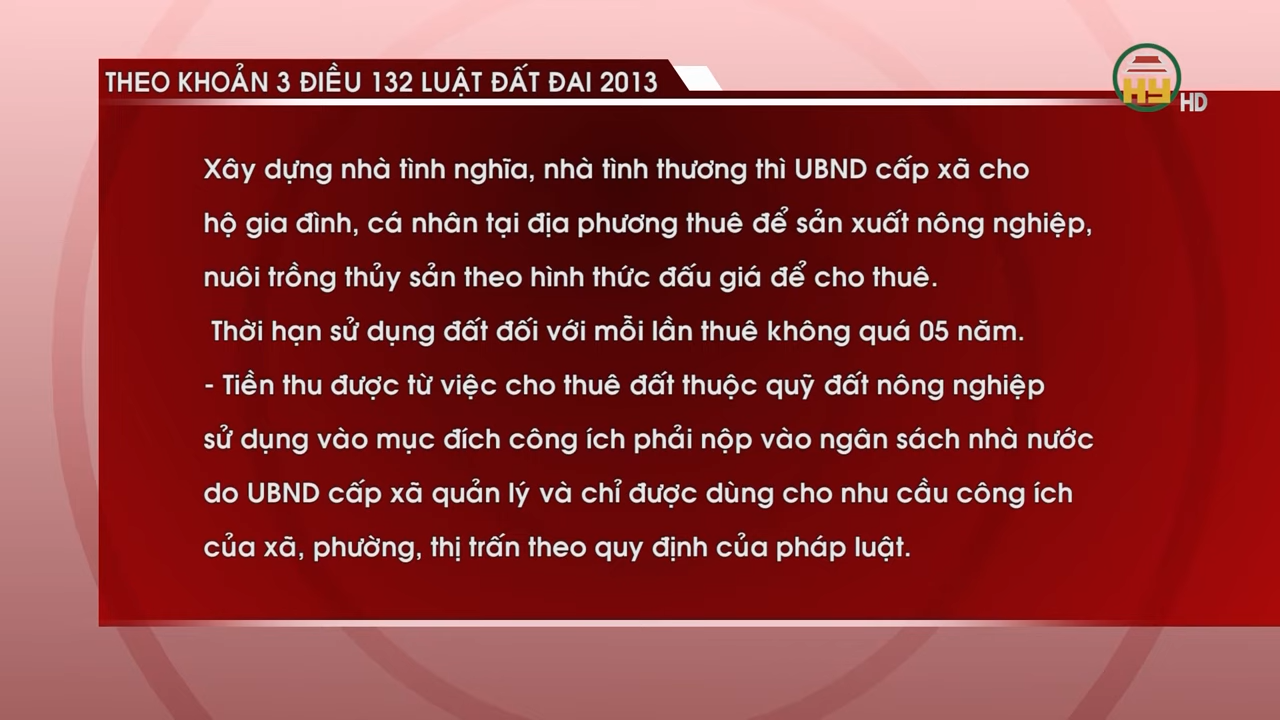 THEO KHOẢN 3 ĐIỀU 132 LUẬT ĐẤT ĐAI 2013
HY HD
Xây dựng nhà tình nghĩa, nhà tình thương thì UBND cấp xã cho
hộ gia đình, cá nhân tại địa phương thuê để sản xuất nông nghiệp,
nuôi trồng thủy sản theo hình thức đấu giá để cho thuê.
Thời hạn sử dụng đất đối với mỗi lần thuê không quá 05 năm.
- Tiền thu được từ việc cho thuê đất thuộc quỹ đất nông nghiệp
sử dụng vào mục đích công ích phải nộp vào ngân sách nhà nước
do UBND cấp xã quản lý và chỉ được dùng cho nhu cầu công ích
của xã, phường, thị trấn theo quy định của pháp luật.